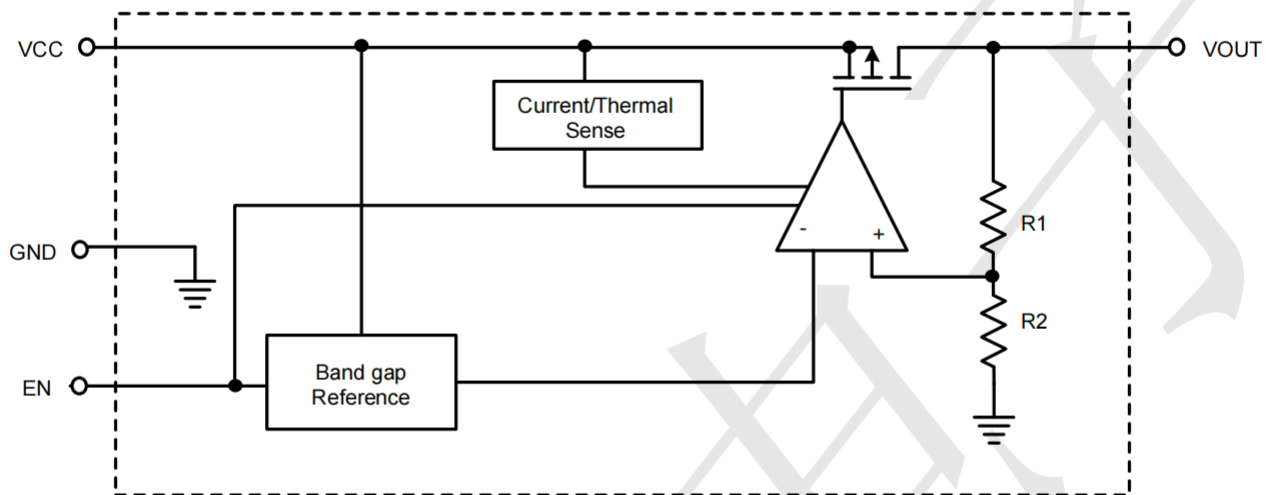 VCC
VOUT
Current/Thermal
Sense
-
+
R1
GND
R2
EN
Band gap
Reference